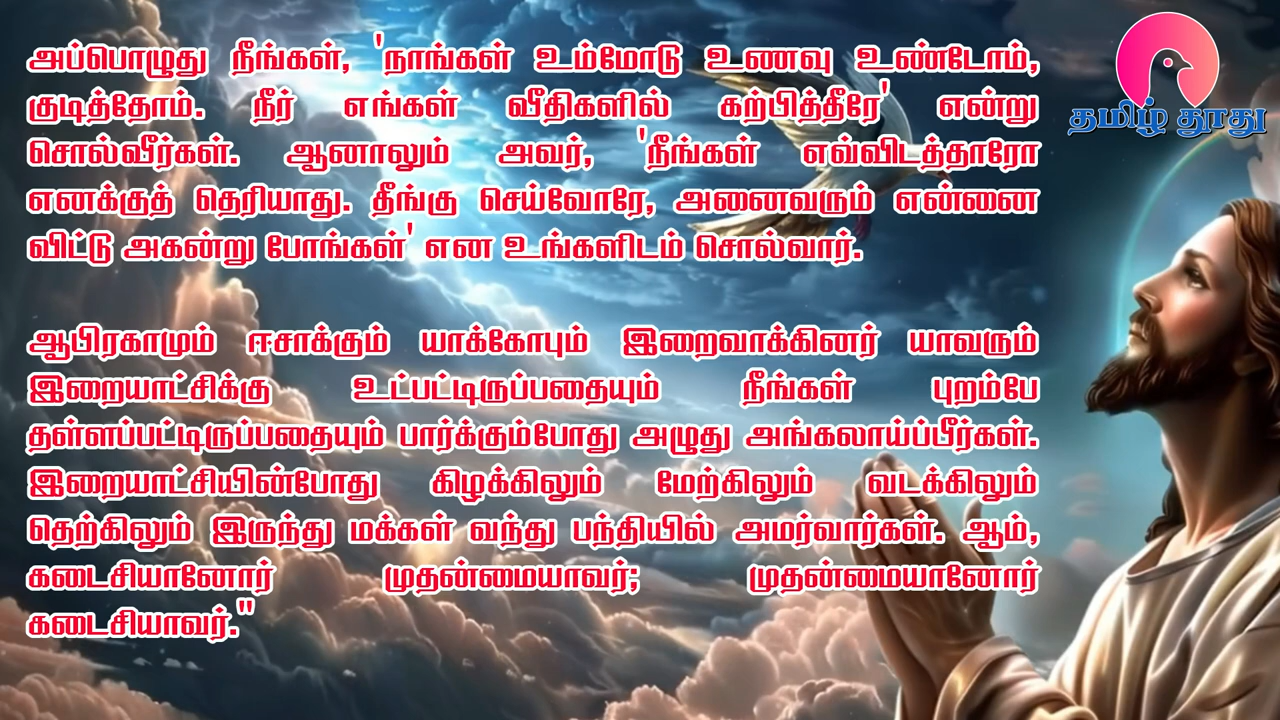 அப்பொழுது நீங்கள், 'நாங்கள் உம்மோடு உணவு உண்டோம்,
குடித்தோம். நீர் எங்கள் வீதிகளில் கற்பித்தீரே' என்று
சொல்வீர்கள். ஆனாலும் அவர், 'நீங்கள் எவ்விடத்தாரோ
எனக்குத் தெரியாது. தீங்கு செய்வோரே, அனைவரும் என்னை
விட்டு அகன்று போங்கள்' என உங்களிடம் சொல்வார்.
ஆபிரகாமும் ஈசாக்கும் யாக்கோபும் இறைவாக்கினர் யாவரும்
இறையாட்சிக்கு உட்பட்டிருப்பதையும் நீங்கள் புறம்பே
தள்ளப்பட்டிருப்பதையும் பார்க்கும்போது அழுது அங்கலாய்ப்பீர்கள்.
இறையாட்சியின்போது கிழக்கிலும் மேற்கிலும் வடக்கிலும்
தெற்கிலும் இருந்து மக்கள் வந்து பந்தியில் அமர்வார்கள். ஆம்,
கடைசியானோர் முதன்மையாவர்; முதன்மையானோர்
கடைசியாவர்."
தமிழ் தூது